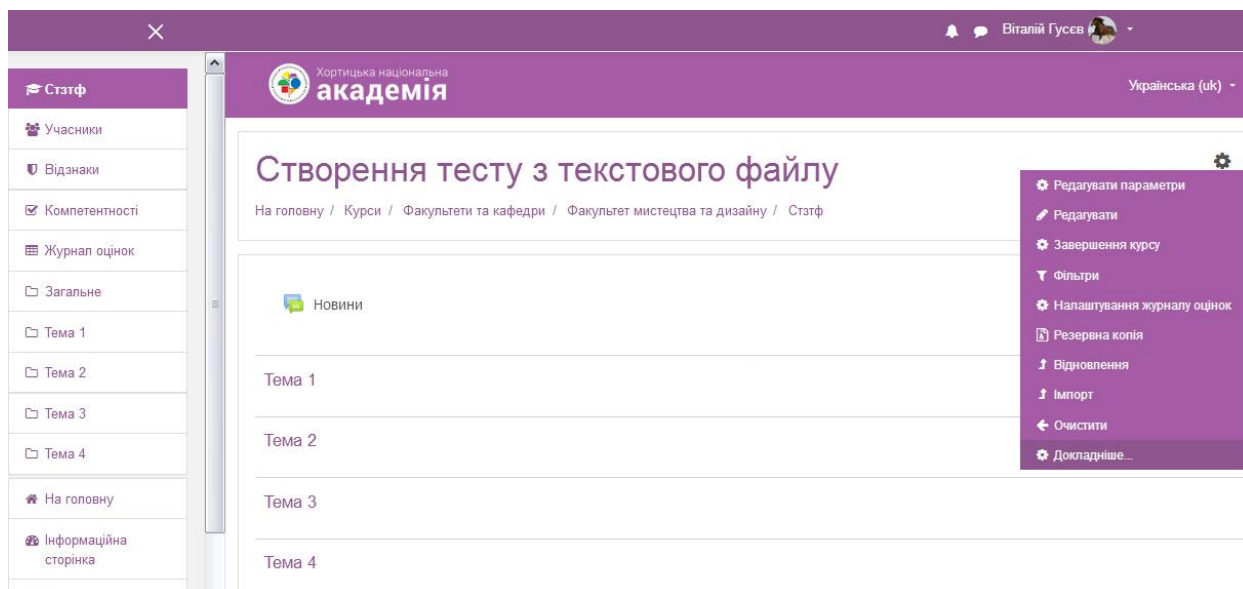 Віталій Гусєв
Стзтф
Учасники
Відзнаки
Компетентності
Журнал оцінок
Загальне
Тема 1
Тема 2
Тема 3
Тема 4
На головну
Інформаційна
сторінка
Хортицька національна
академія
Українська (uk)
Створення тесту з текстового файлу
На головну / Курси / Факультети та кафедри / Факультет мистецтва та дизайну / Стзтф
Редагувати параметри
Редагувати
Завершення курсу
Фільтри
Налаштування журналу оцінок
Резервна копія
Відновлення
Імпорт
Очистити
Докладніше...
Новини
Тема 1
Тема 2
Тема 3
Тема 4